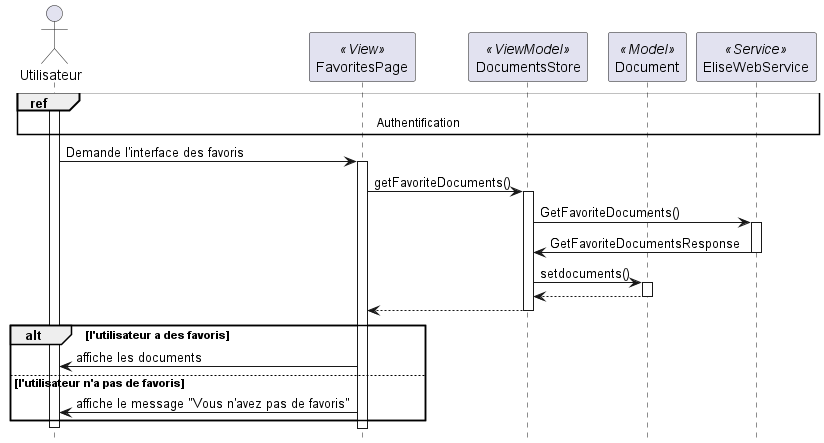 Utilisateur
« View»
FavoritesPage
« ViewModel»
DocumentsStore
« Model»
Document
« Service»
EliseWebService
ref
Authentification
Demande l'interface des favoris
getFavoriteDocuments()
GetFavoriteDocuments()
GetFavoriteDocumentsResponse
setdocuments()
alt [l'utilisateur a des favoris]
affiche les documents
[l'utilisateur n'a pas de favoris]
affiche le message "Vous n'avez pas de favoris"